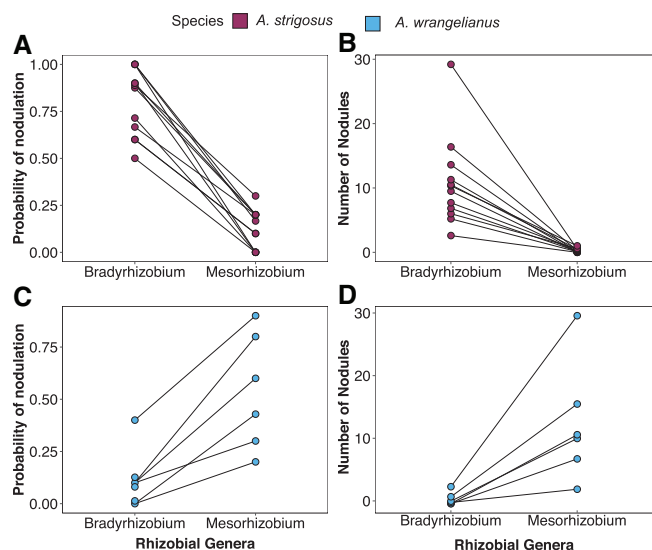 Species A. strigosus A. wrangelianus
A
Probability of nodulation
1.00
0.75
0.50
0.25
0.00
Bradyrhizobium Mesorhizobium
B
Number of Nodules
30
20
10
0
Bradyrhizobium Mesorhizobium
C
Probability of nodulation
0.75
0.50
0.25
0.00
Bradyrhizobium Mesorhizobium
Rhizobial Genera
D
Number of Nodules
30
20
10
0
Bradyrhizobium Mesorhizobium
Rhizobial Genera